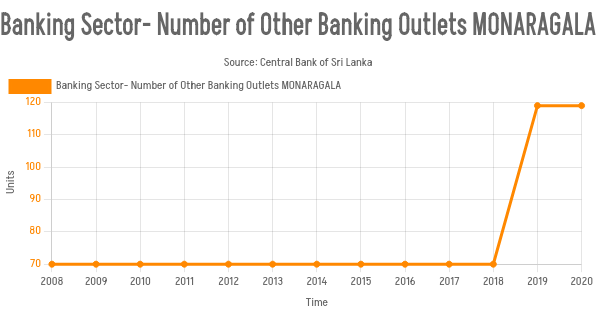 Banking Sector- Number of Other Banking Outlets MONARAGALA
Source: Central Bank of Sri Lanka
Banking Sector- Number of Other Banking Outlets MONARAGALA
120
110
100
90
80
70
Units
2008 2009 2010 2011 2012 2013 2014 2015 2016 2017 2018 2019 2020
Time